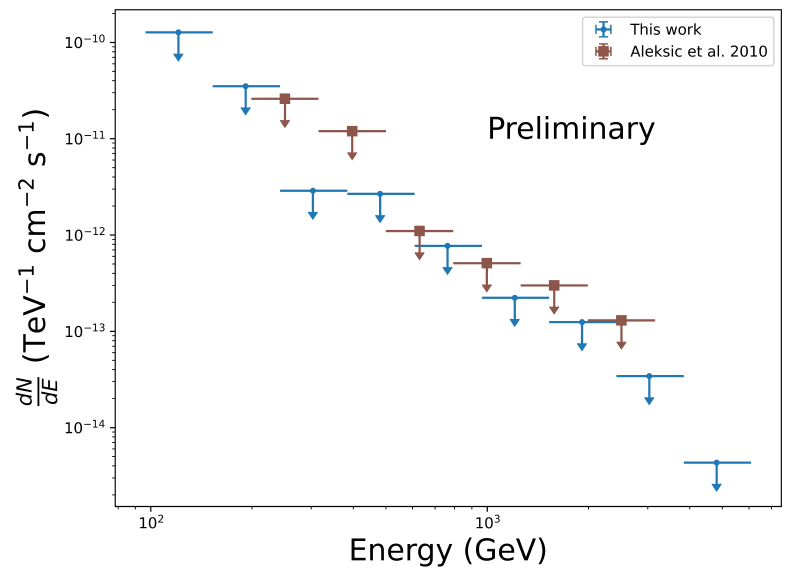 This work
Aleksic et al. 2010
Preliminary
10⁻¹⁰
10⁻¹¹
10⁻¹²
10⁻¹³
10⁻¹⁴
dN/dE (TeV⁻¹ cm⁻² s⁻¹)
10² 10³
Energy (GeV)